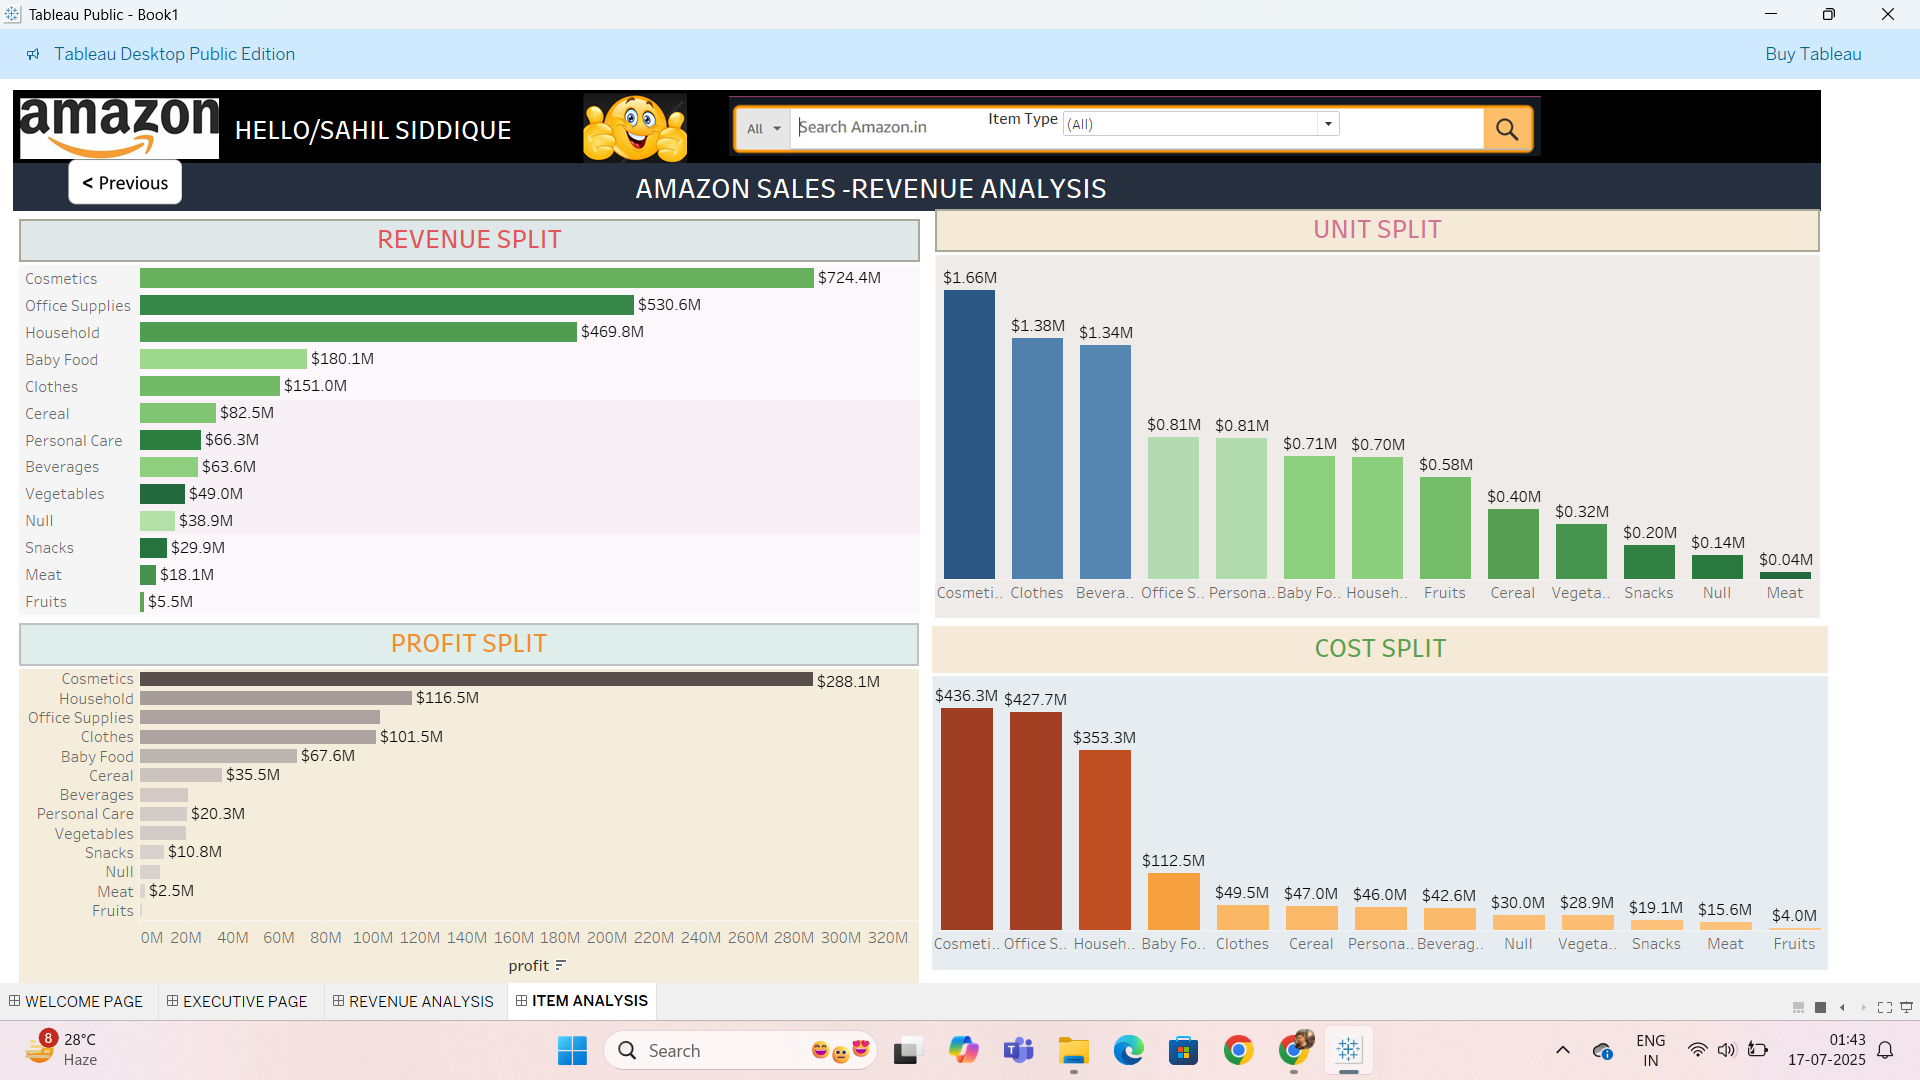 Tableau Public - Book1
Tableau Desktop Public Edition
Buy Tableau
amazon
HELLO/SAHIL SIDDIQUE
All
Search Amazon.in
Item Type
(All)
< Previous
AMAZON SALES -REVENUE ANALYSIS
REVENUE SPLIT
Cosmetics $724.4M
Office Supplies $530.6M
Household $469.8M
Baby Food $180.1M
Clothes $151.0M
Cereal $82.5M
Personal Care $66.3M
Beverages $63.6M
Vegetables $49.0M
Null $38.9M
Snacks $29.9M
Meat $18.1M
Fruits $5.5M
UNIT SPLIT
$1.66M $1.38M $1.34M $0.81M $0.81M $0.71M $0.70M $0.58M $0.40M $0.32M $0.20M $0.14M $0.04M
Cosmeti.. Clothes Bevera.. Office S.. Persona.. Baby Fo.. Househ.. Fruits Cereal Vegeta.. Snacks Null Meat
PROFIT SPLIT
Cosmetics $288.1M
Household $116.5M
Office Supplies
Clothes $101.5M
Baby Food $67.6M
Cereal $35.5M
Beverages
Personal Care $20.3M
Vegetables
Snacks $10.8M
Null
Meat $2.5M
Fruits
0M 20M 40M 60M 80M 100M 120M 140M 160M 180M 200M 220M 240M 260M 280M 300M 320M
profit
COST SPLIT
$436.3M $427.7M $353.3M $112.5M $49.5M $47.0M $46.0M $42.6M $30.0M $28.9M $19.1M $15.6M $4.0M
Cosmeti.. Office S.. Househ.. Baby Fo.. Clothes Cereal Persona.. Beverag.. Null Vegeta.. Snacks Meat Fruits
WELCOME PAGE
EXECUTIVE PAGE
REVENUE ANALYSIS
ITEM ANALYSIS
8
28°C
Haze
Search
ENG
IN
01:43
17-07-2025